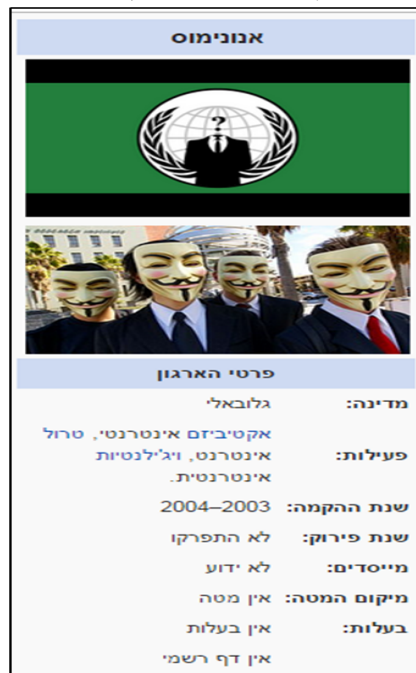 אנונימוס
?
פרטי הארגון
מדינה: גלובאלי
פעילות: אקטיביזם אינטרנטי, טרול
אינטרנט, ויג'ילנטיות
אינטרנטית.
שנת ההקמה: 2003–2004
שנת פירוק: לא התפרקו
מייסדים: לא ידוע
מיקום המטה: אין מטה
בעלות: אין בעלות
אין דף רשמי